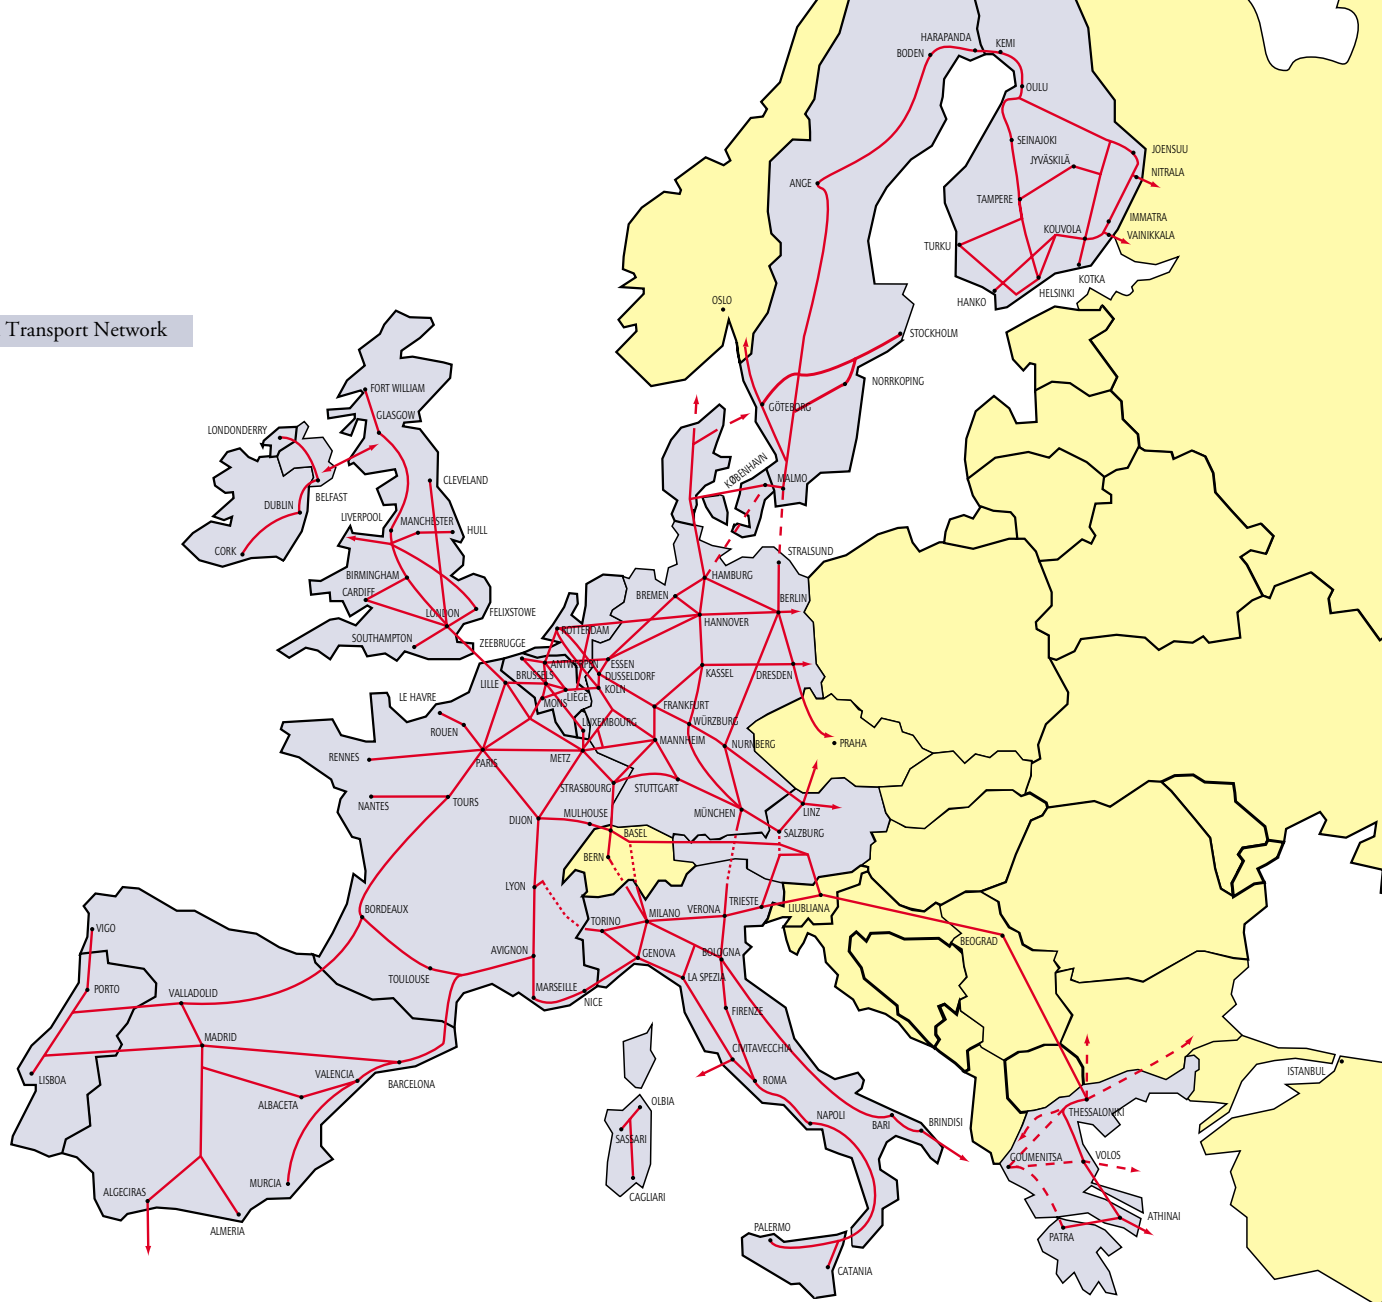 HARAPANDA
KEMI
BODEN
OULU
SEINAJOKI
JOENSUU
JYVÄSKILÄ
NITRALA
ANGE
TAMPERE
IMMATRA
KOUVOLA
VAINIKKALA
TURKU
KOTKA
HELSINKI
HANKO
OSLO
Transport Network
STOCKHOLM
NORRKOPING
FORT WILLIAM
GÖTEBORG
GLASGOW
LONDONDERRY
KØBENHAVN
MALMO
CLEVELAND
BELFAST
DUBLIN
LIVERPOOL
MANCHESTER
HULL
CORK
STRALSUND
BIRMINGHAM
HAMBURG
CARDIFF
BREMEN
BERLIN
LONDON
FELIXSTOWE
HANNOVER
ROTTERDAM
SOUTHAMPTON
ZEEBRUGGE
ANTWERPEN
ESSEN
BRUSSELS
DUSSELDORF
KASSEL
DRESDEN
LILLE
KOLN
LE HAVRE
MONS
LIEGE
FRANKFURT
LUXEMBOURG
WÜRZBURG
ROUEN
MANNHEIM
NURNBERG
PRAHA
RENNES
PARIS
METZ
STRASBOURG
STUTTGART
NANTES
TOURS
DIJON
MULHOUSE
MÜNCHEN
LINZ
BASEL
SALZBURG
BERN
LYON
TRIESTE
LIUBLIANA
BORDEAUX
MILANO
VERONA
TORINO
VIGO
BEOGRAD
AVIGNON
GENOVA
BOLOGNA
TOULOUSE
LA SPEZIA
PORTO
VALLADOLID
MARSEILLE
NICE
FIRENZE
MADRID
CIVITAVECCHIA
LISBOA
VALENCIA
BARCELONA
ROMA
ISTANBUL
ALBACETA
OLBIA
NAPOLI
BARI
BRINDISI
THESSALONIKI
SASSARI
GOUMENITSA
VOLOS
MURCIA
CAGLIARI
ALGECIRAS
ALMERIA
PALERMO
ATHINAI
PATRA
CATANIA